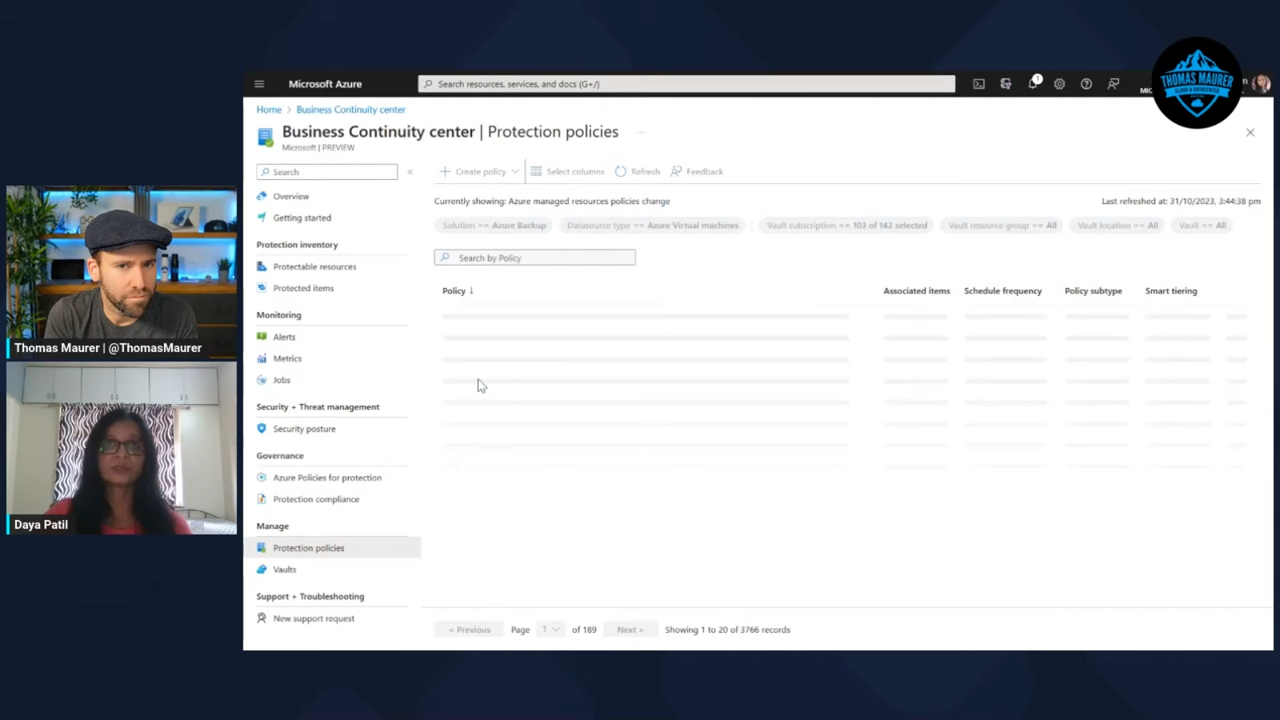 THOMAS MAURER
CLOUD & DATACENTER
Microsoft Azure
Search resources, services, and docs (G+/)
1
Home > Business Continuity center
Business Continuity center | Protection policies ...
Microsoft | PREVIEW
Search
«
Create policy
Select columns
Refresh
Feedback
Overview
Getting started
Protection inventory
Protectable resources
Protected items
Monitoring
Alerts
Metrics
Jobs
Security + Threat management
Security posture
Governance
Azure Policies for protection
Protection compliance
Manage
Protection policies
Vaults
Support + Troubleshooting
New support request
Currently showing: Azure managed resources policies change
Last refreshed at: 31/10/2023, 3:44:38 pm
Solution == Azure Backup
Datasource type == Azure Virtual machines
Vault subscription == 103 of 142 selected
Vault resource group == All
Vault location == All
Vault == All
Search by Policy
Policy ↓
Associated items
Schedule frequency
Policy subtype
Smart tiering
< Previous
Page
1
of 189
Next >
Showing 1 to 20 of 3766 records
Thomas Maurer | @ThomasMaurer
Daya Patil